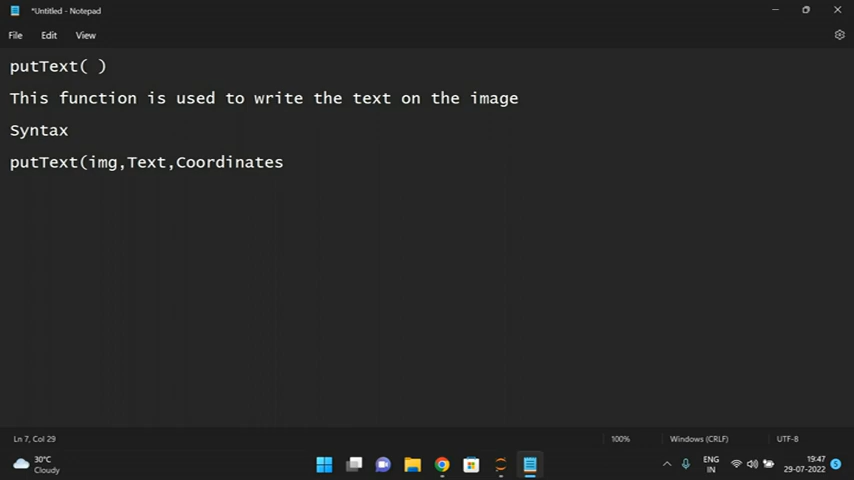 *Untitled - Notepad
File Edit View
putText( )
This function is used to write the text on the image
Syntax
putText(img,Text,Coordinates
Ln 7, Col 29 100% Windows (CRLF) UTF-8
30°C
Cloudy
ENG
IN
19:47
29-07-2022
5